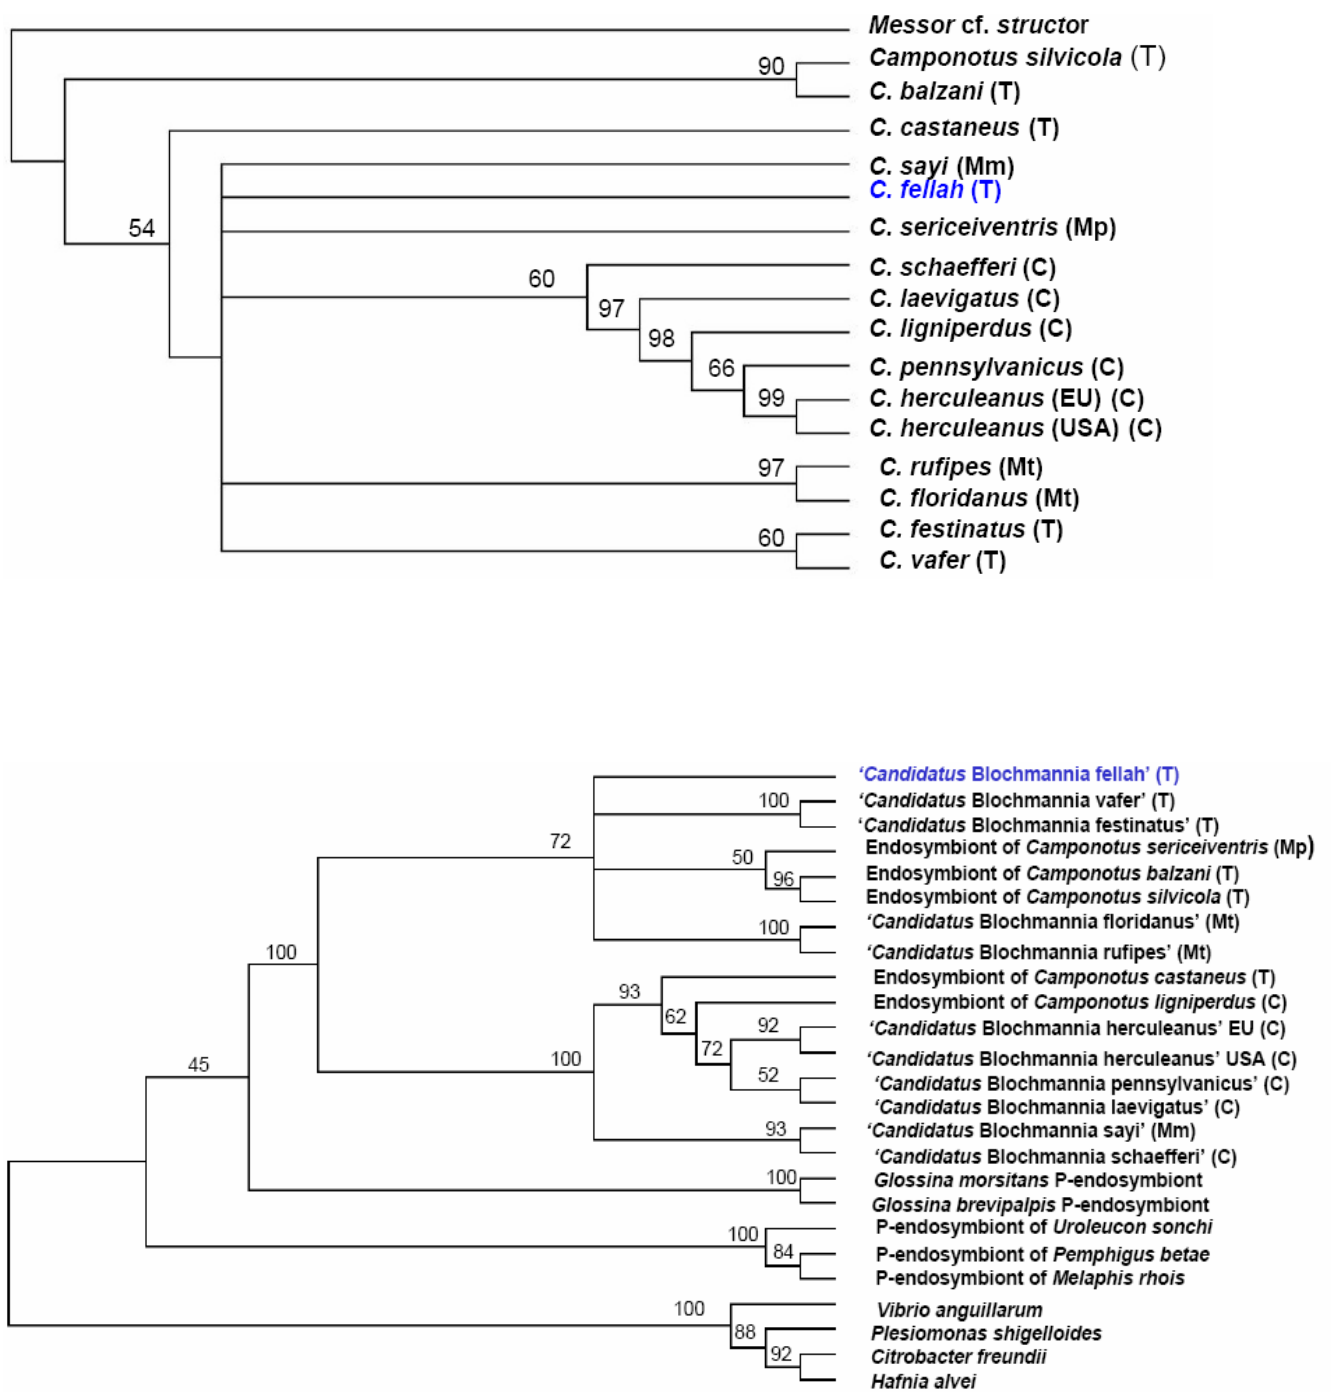 Messor cf. structor
Camponotus silvicola (T)
90
C. balzani (T)
C. castaneus (T)
C. sayi (Mm)
C. fellah (T)
54
C. sericeiventris (Mp)
C. schaefferi (C)
60
C. laevigatus (C)
97
C. ligniperdus (C)
98
C. pennsylvanicus (C)
66
C. herculeanus (EU) (C)
99
C. herculeanus (USA) (C)
C. rufipes (Mt)
97
C. floridanus (Mt)
C. festinatus (T)
60
C. vafer (T)
‘Candidatus Blochmannia fellah’ (T)
100
‘Candidatus Blochmannia vafer’ (T)
‘Candidatus Blochmannia festinatus’ (T)
72
Endosymbiont of Camponotus sericeiventris (Mp)
50
Endosymbiont of Camponotus balzani (T)
96
Endosymbiont of Camponotus silvicola (T)
‘Candidatus Blochmannia floridanus’ (Mt)
100
‘Candidatus Blochmannia rufipes’ (Mt)
100
Endosymbiont of Camponotus castaneus (T)
93
Endosymbiont of Camponotus ligniperdus (C)
62
‘Candidatus Blochmannia herculeanus’ EU (C)
92
72
‘Candidatus Blochmannia herculeanus’ USA (C)
100
45
52
‘Candidatus Blochmannia pennsylvanicus’ (C)
‘Candidatus Blochmannia laevigatus’ (C)
93
‘Candidatus Blochmannia sayi’ (Mm)
‘Candidatus Blochmannia schaefferi’ (C)
100
Glossina morsitans P-endosymbiont
Glossina brevipalpis P-endosymbiont
P-endosymbiont of Uroleucon sonchi
100
84
P-endosymbiont of Pemphigus betae
P-endosymbiont of Melaphis rhois
100
Vibrio anguillarum
88
Plesiomonas shigelloides
92
Citrobacter freundii
Hafnia alvei